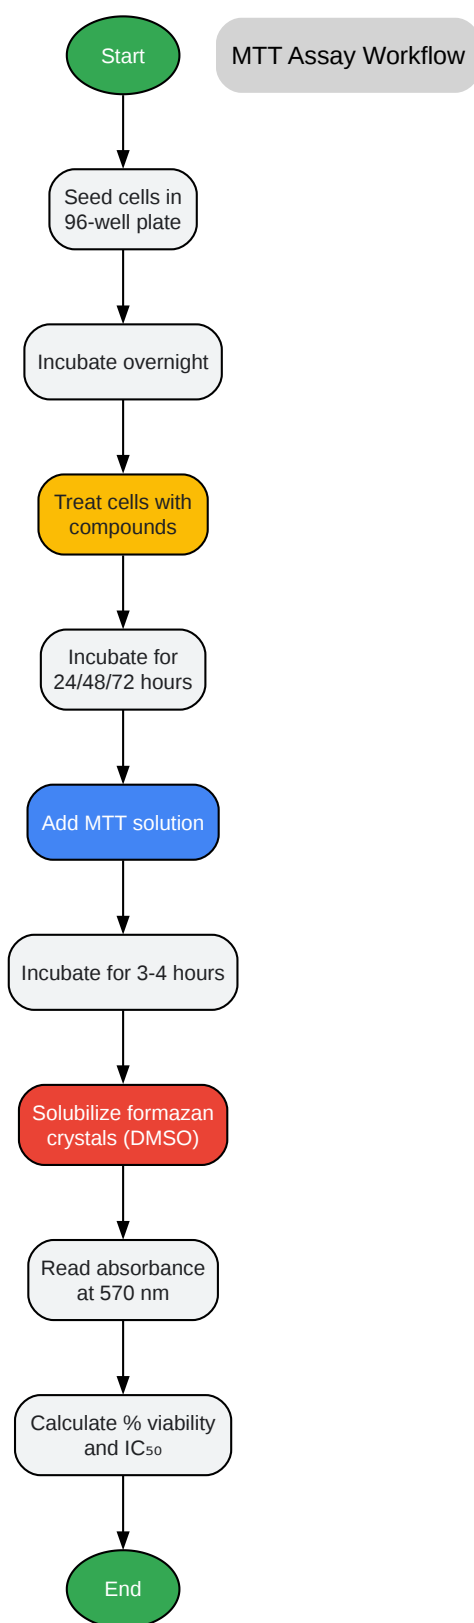 Start
MTT Assay Workflow
Seed cells in
96-well plate
Incubate overnight
Treat cells with
compounds
Incubate for
24/48/72 hours
Add MTT solution
Incubate for 3-4 hours
Solubilize formazan
crystals (DMSO)
Read absorbance
at 570 nm
Calculate % viability
and IC₅₀
End